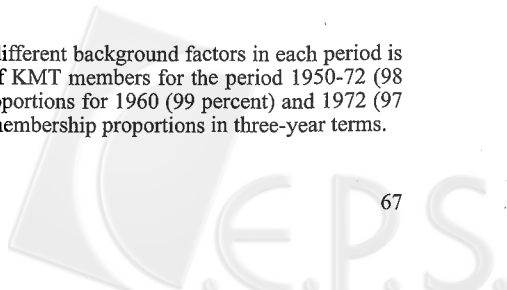 different background factors in each period is
f KMT members for the period 1950-72 (98
portions for 1960 (99 percent) and 1972 (97
membership proportions in three-year terms.
67
C.E.P.S.